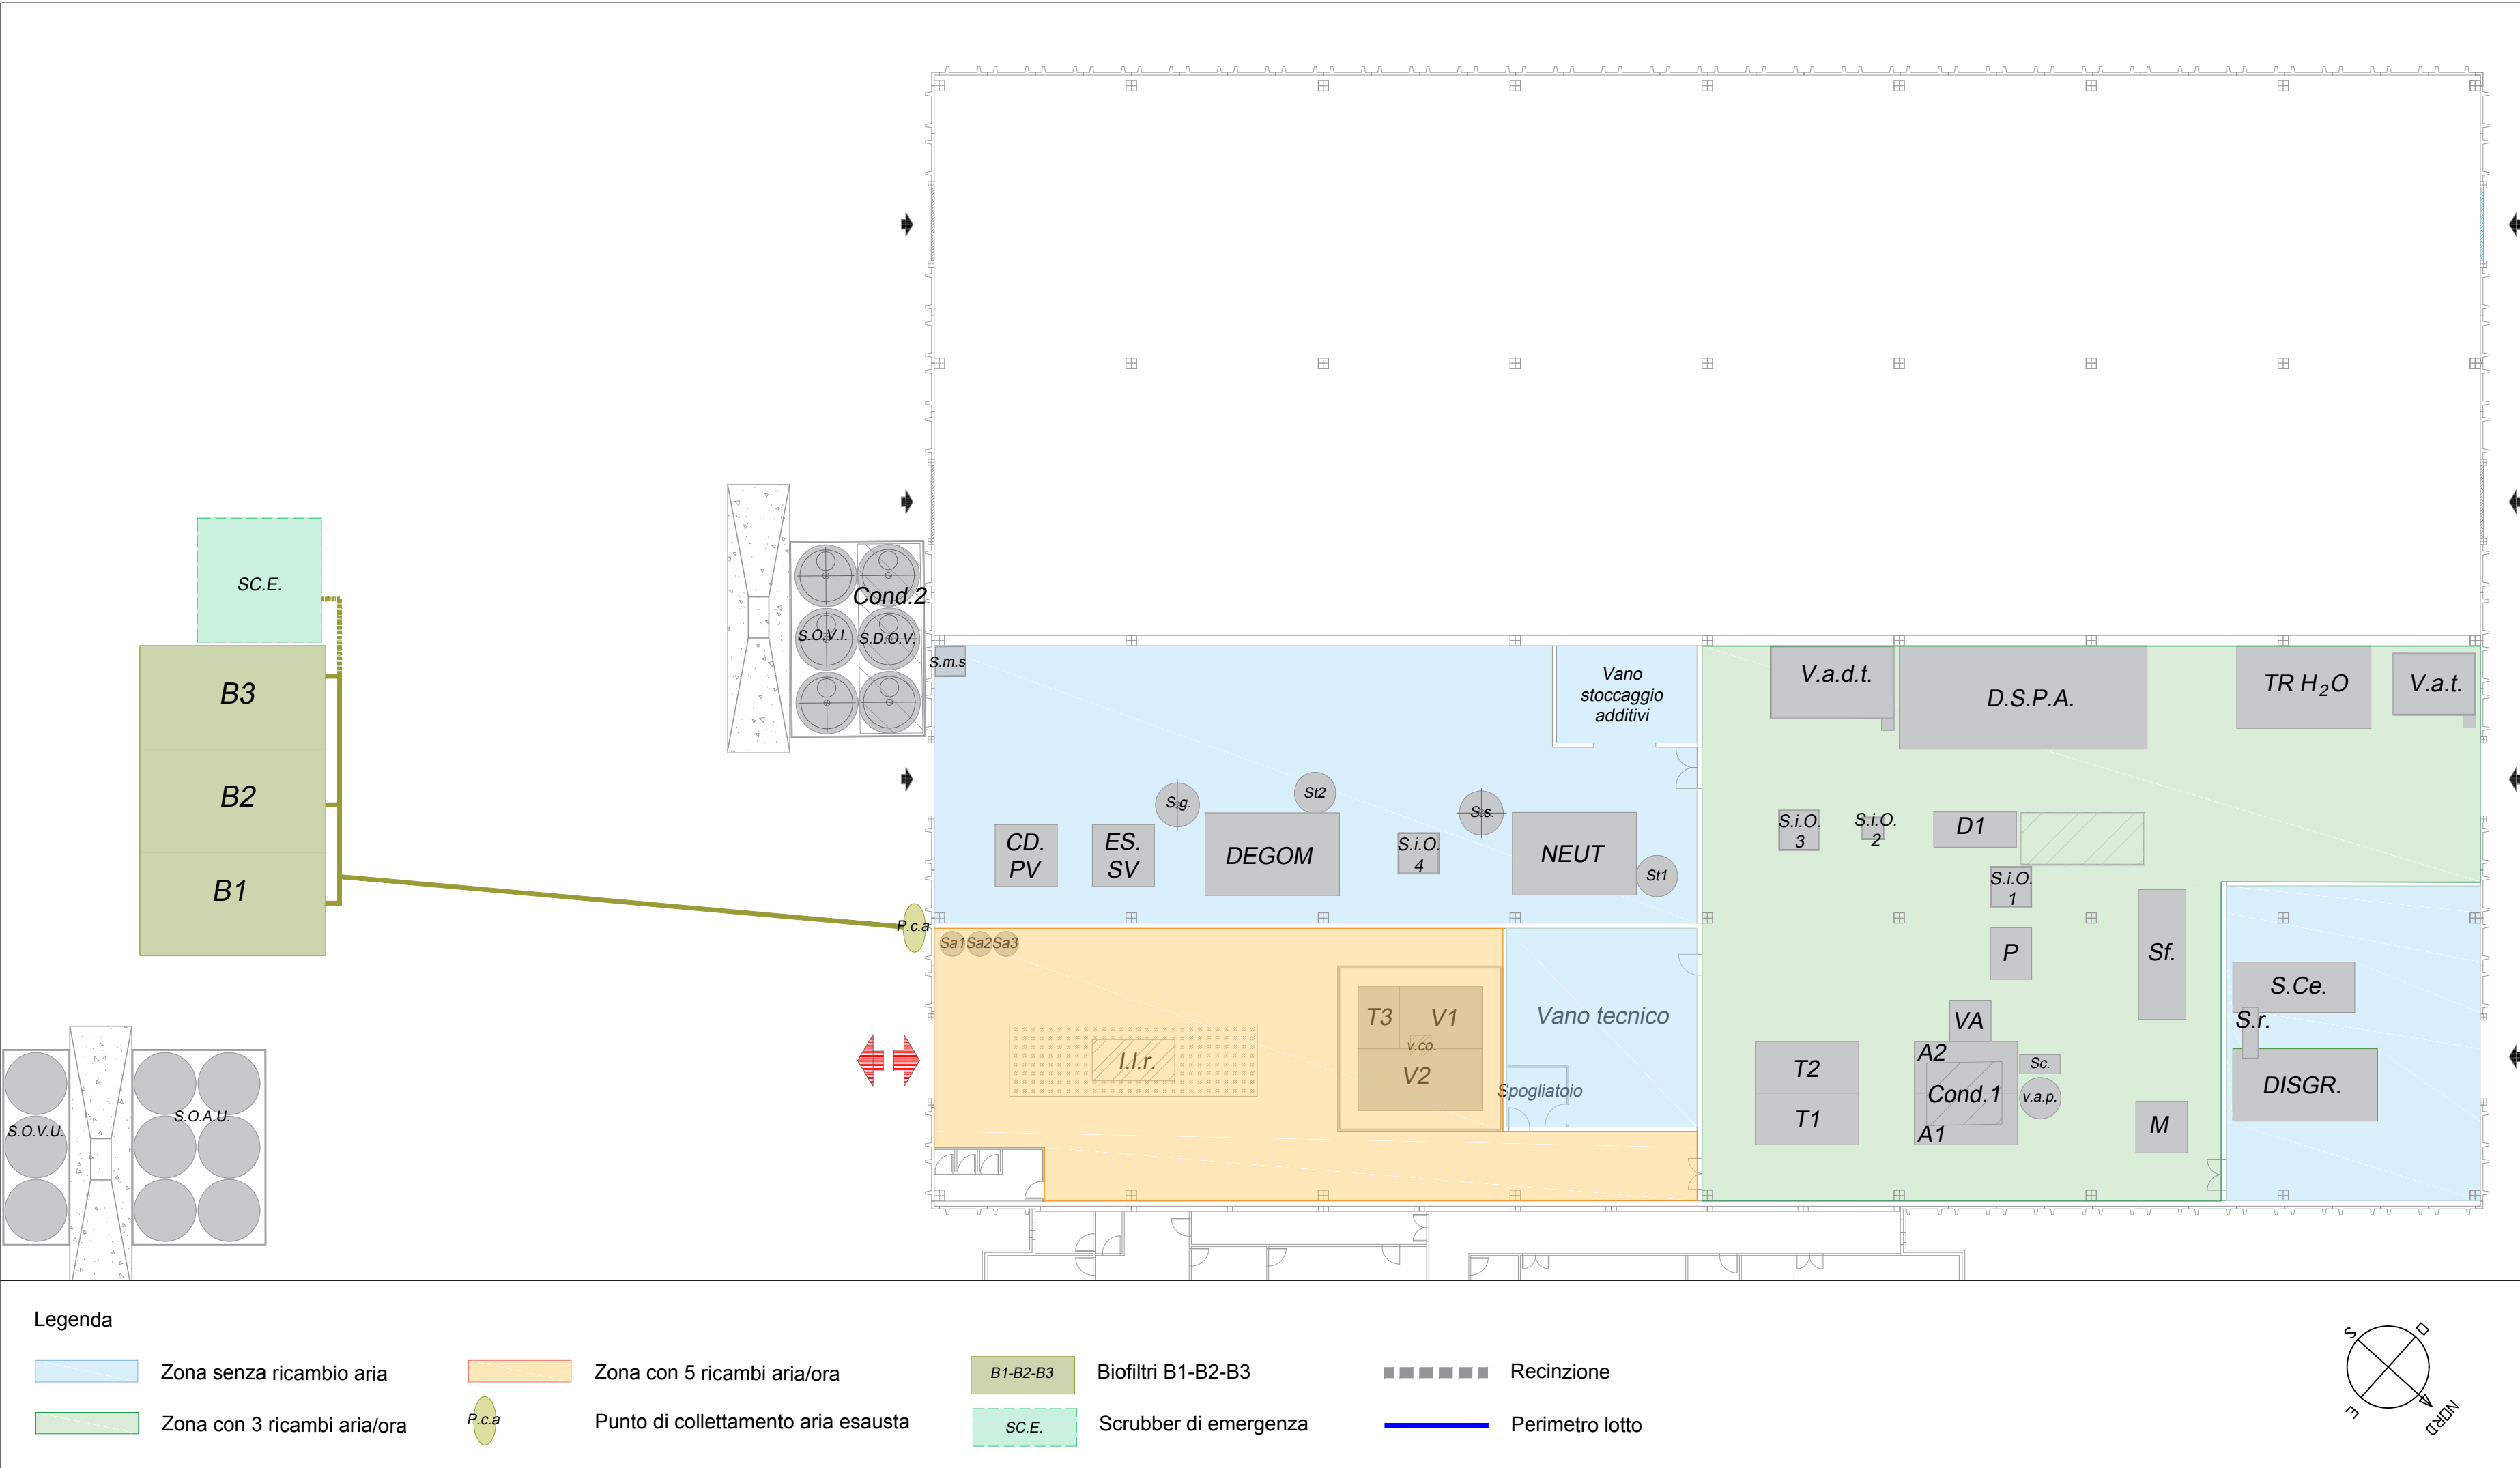 SC.E.
B3
B2
B1
S.O.V.U.
S.O.A.U.
Cond.2
S.O.V.I.
S.D.O.V.
P.c.a
S.m.s
Vano
stoccaggio
additivi
S.g.
St2
S.s.
CD.
PV
ES.
SV
DEGOM
S.i.O.
4
NEUT
St1
V.a.d.t.
D.S.P.A.
TR H₂O
V.a.t.
S.i.O.
3
S.i.O.
2
D1
S.i.O.
1
P
Sf.
Sa1 Sa2 Sa3
I.I.r.
T3
V1
v.co.
V2
Vano tecnico
Spogliatoio
VA
T2
T1
A2
Cond.1
A1
Sc.
v.a.p.
M
S.Ce.
S.r.
DISGR.
Legenda
Zona senza ricambio aria
Zona con 3 ricambi aria/ora
Zona con 5 ricambi aria/ora
P.c.a
Punto di collettamento aria esausta
B1-B2-B3
Biofiltri B1-B2-B3
SC.E.
Scrubber di emergenza
Recinzione
Perimetro lotto
S
O
E
NORD